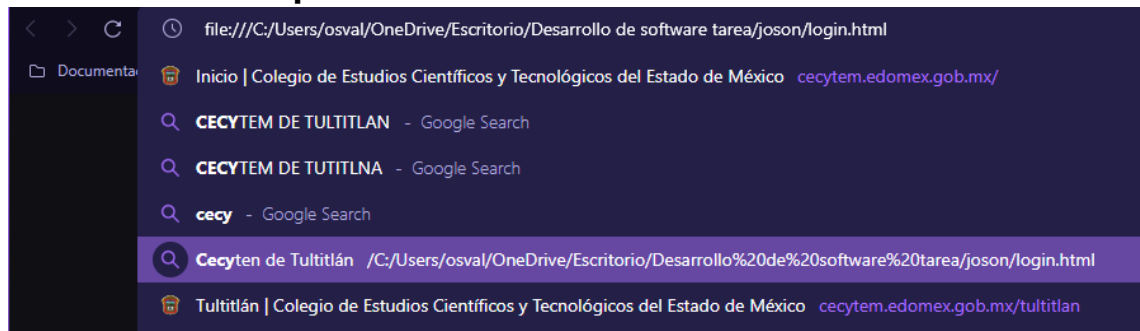 file:///C:/Users/osval/OneDrive/Escritorio/Desarrollo de software tarea/joson/login.html
Documenta
Inicio | Colegio de Estudios Científicos y Tecnológicos del Estado de México cecytem.edomex.gob.mx/
CECYTEM DE TULTITLAN - Google Search
CECYTEM DE TUTITLNA - Google Search
cecy - Google Search
Cecyten de Tultitlán /C:/Users/osval/OneDrive/Escritorio/Desarrollo%20de%20software%20tarea/joson/login.html
Tultitlán | Colegio de Estudios Científicos y Tecnológicos del Estado de México cecytem.edomex.gob.mx/tultitlan